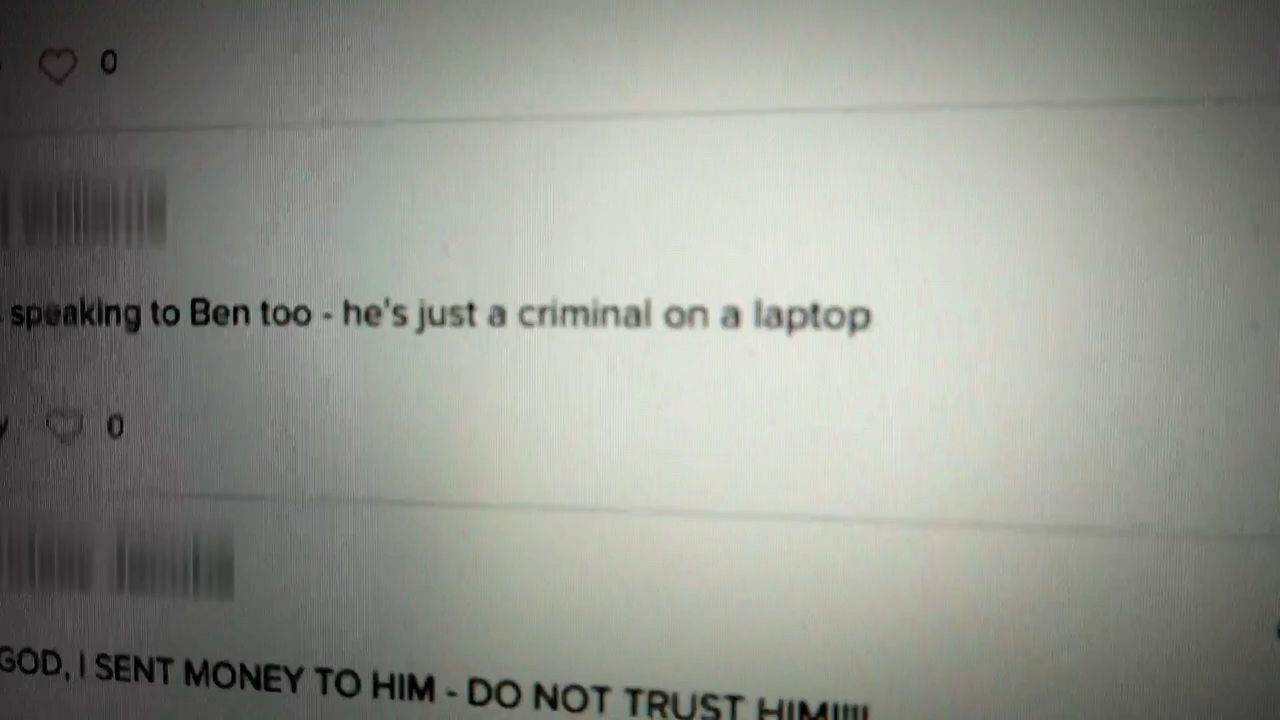 0
speaking to Ben too - he's just a criminal on a laptop
0
GOD, I SENT MONEY TO HIM - DO NOT TRUST HIM!!!!!